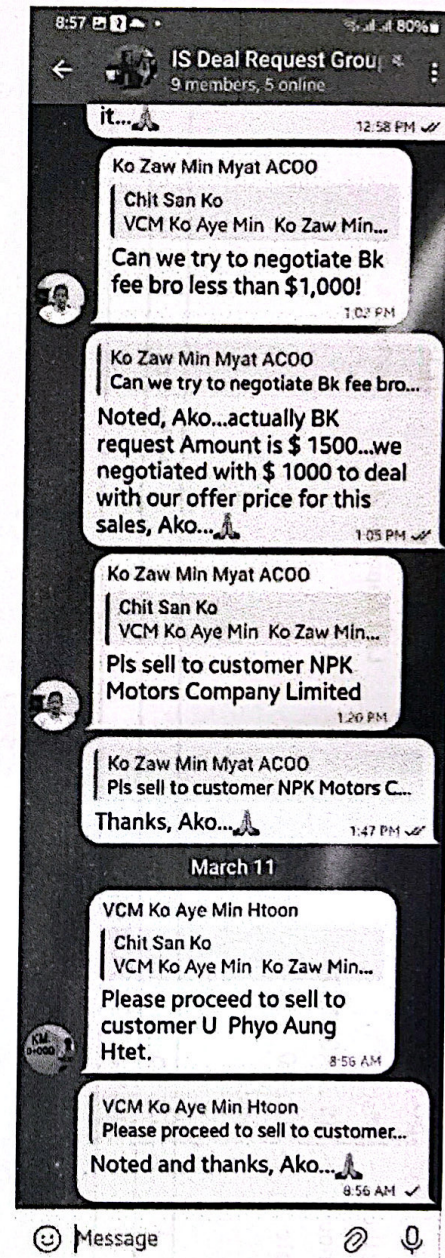 8:57
80%
IS Deal Request Grou
9 members, 5 online
it...🙏
12:58 PM
Ko Zaw Min Myat ACOO
Chit San Ko
VCM Ko Aye Min Ko Zaw Min...
Can we try to negotiate Bk
fee bro less than $1,000!
1:02 PM
Ko Zaw Min Myat ACOO
Can we try to negotiate Bk fee bro...
Noted, Ako...actually BK
request Amount is $ 1500...we
negotiated with $ 1000 to deal
with our offer price for this
sales, Ako...🙏
1:05 PM
Ko Zaw Min Myat ACOO
Chit San Ko
VCM Ko Aye Min Ko Zaw Min...
Pls sell to customer NPK
Motors Company Limited
1:20 PM
Ko Zaw Min Myat ACOO
Pls sell to customer NPK Motors C...
Thanks, Ako...🙏
1:47 PM
March 11
VCM Ko Aye Min Htoon
Chit San Ko
VCM Ko Aye Min Ko Zaw Min...
Please proceed to sell to
customer U Phyo Aung
Htet.
8:56 AM
VCM Ko Aye Min Htoon
Please proceed to sell to customer...
Noted and thanks, Ako...🙏
8:56 AM
Message